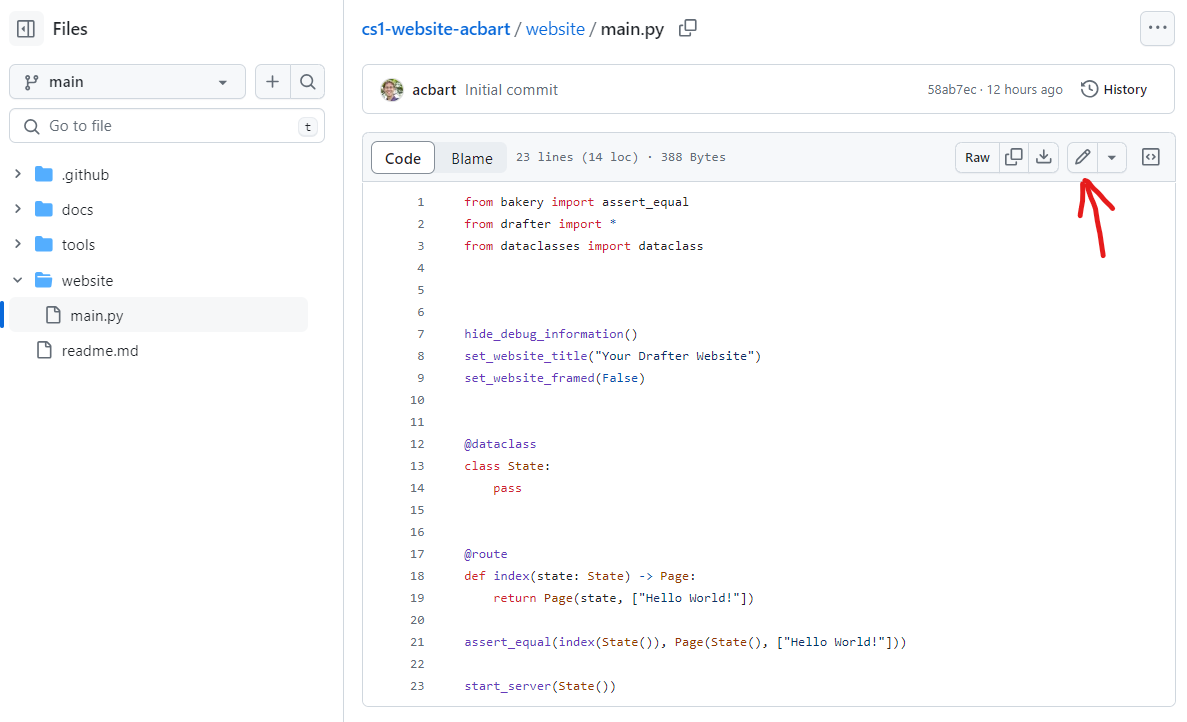 Files
main
Go to file
t
.github
docs
tools
website
main.py
readme.md
cs1-website-acbart / website / main.py
acbart Initial commit
58ab7ec · 12 hours ago
History
Code
Blame
23 lines (14 loc) · 388 Bytes
Raw
1 from bakery import assert_equal
2 from drafter import *
3 from dataclasses import dataclass
4
5
6
7 hide_debug_information()
8 set_website_title("Your Drafter Website")
9 set_website_framed(False)
10
11
12 @dataclass
13 class State:
14     pass
15
16
17 @route
18 def index(state: State) -> Page:
19     return Page(state, ["Hello World!"])
20
21 assert_equal(index(State()), Page(State(), ["Hello World!"]))
22
23 start_server(State())